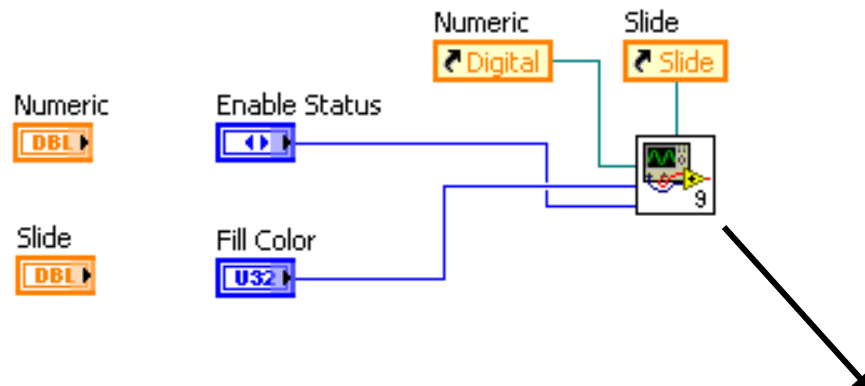 Numeric
Slide
Digital
Slide
Numeric
Enable Status
DBL
9
Slide
Fill Color
DBL
U32